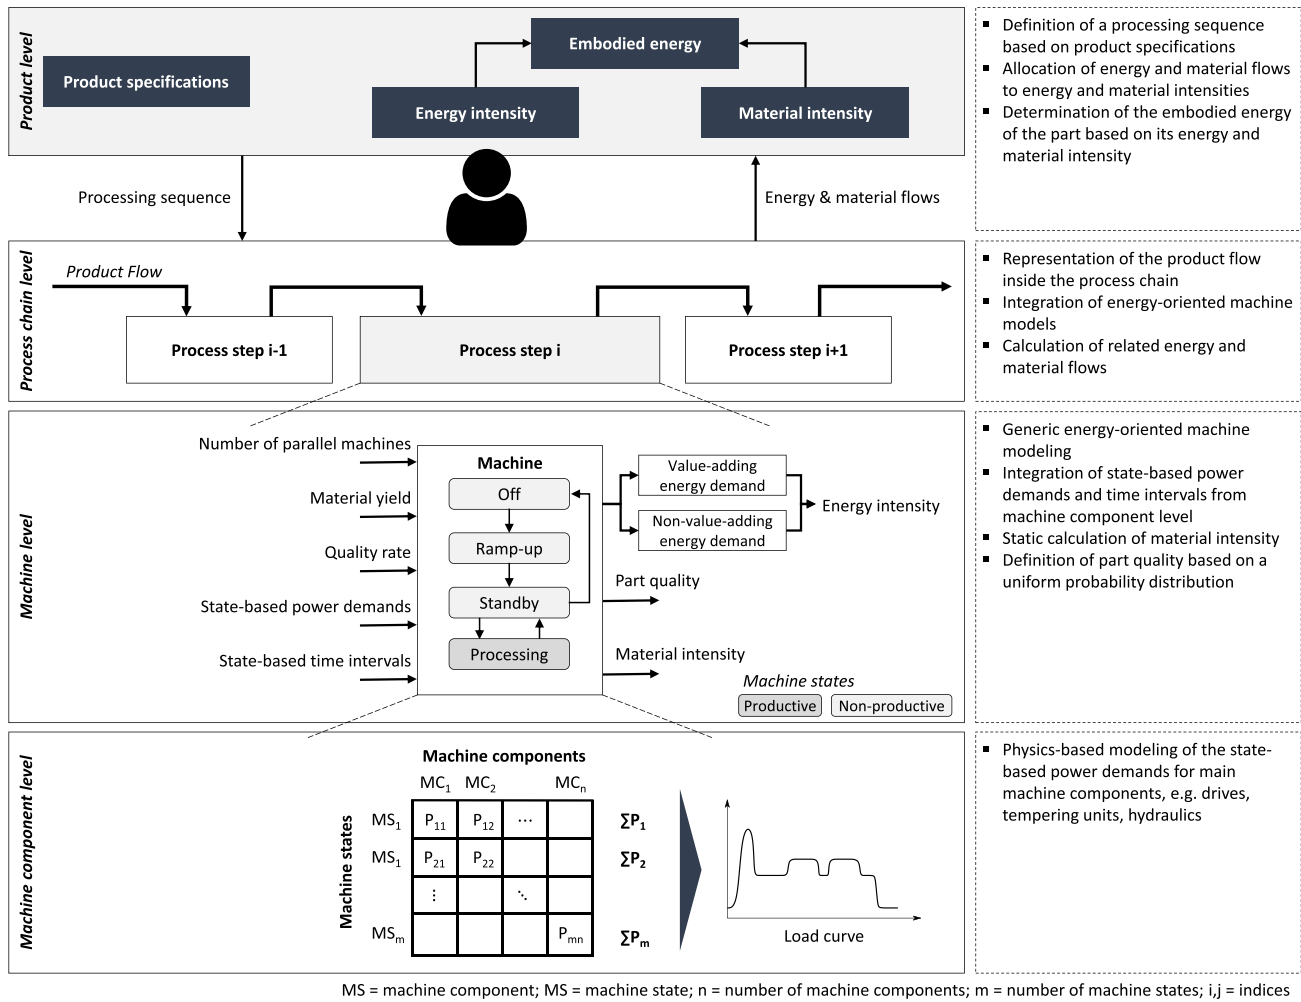 Product level
Product specifications
Embodied energy
Energy intensity
Material intensity
▪ Definition of a processing sequence
based on product specifications
▪ Allocation of energy and material flows
to energy and material intensities
▪ Determination of the embodied energy
of the part based on its energy and
material intensity
Processing sequence
Energy & material flows
Process chain level
Product Flow
Process step i-1
Process step i
Process step i+1
▪ Representation of the product flow
inside the process chain
▪ Integration of energy-oriented machine
models
▪ Calculation of related energy and
material flows
Machine level
Number of parallel machines
Material yield
Quality rate
State-based power demands
State-based time intervals
Machine
Off
Ramp-up
Standby
Processing
Value-adding
energy demand
Non-value-adding
energy demand
Energy intensity
Part quality
Material intensity
Machine states
Productive
Non-productive
▪ Generic energy-oriented machine
modeling
▪ Integration of state-based power
demands and time intervals from
machine component level
▪ Static calculation of material intensity
▪ Definition of part quality based on a
uniform probability distribution
Machine component level
Machine components
MC1 MC2 MCn
Machine states
MS1 P11 P12 ⋯ ∑P1
MS1 P21 P22 ∑P2
⋮ ⋱
MSm Pmn ∑Pm
Load curve
▪ Physics-based modeling of the state-
based power demands for main
machine components, e.g. drives,
tempering units, hydraulics
MS = machine component; MS = machine state; n = number of machine components; m = number of machine states; i,j = indices